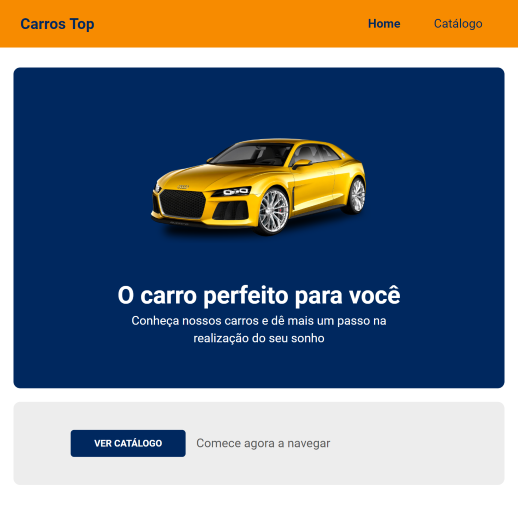 Carros Top
Home
Catálogo
O carro perfeito para você
Conheça nossos carros e dê mais um passo na
realização do seu sonho
VER CATÁLOGO
Comece agora a navegar